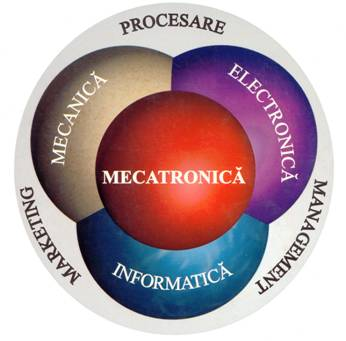 PROCESARE
MECANICĂ
ELECTRONICĂ
MECATRONICĂ
INFORMATICĂ
MARKETING
MANAGEMENT